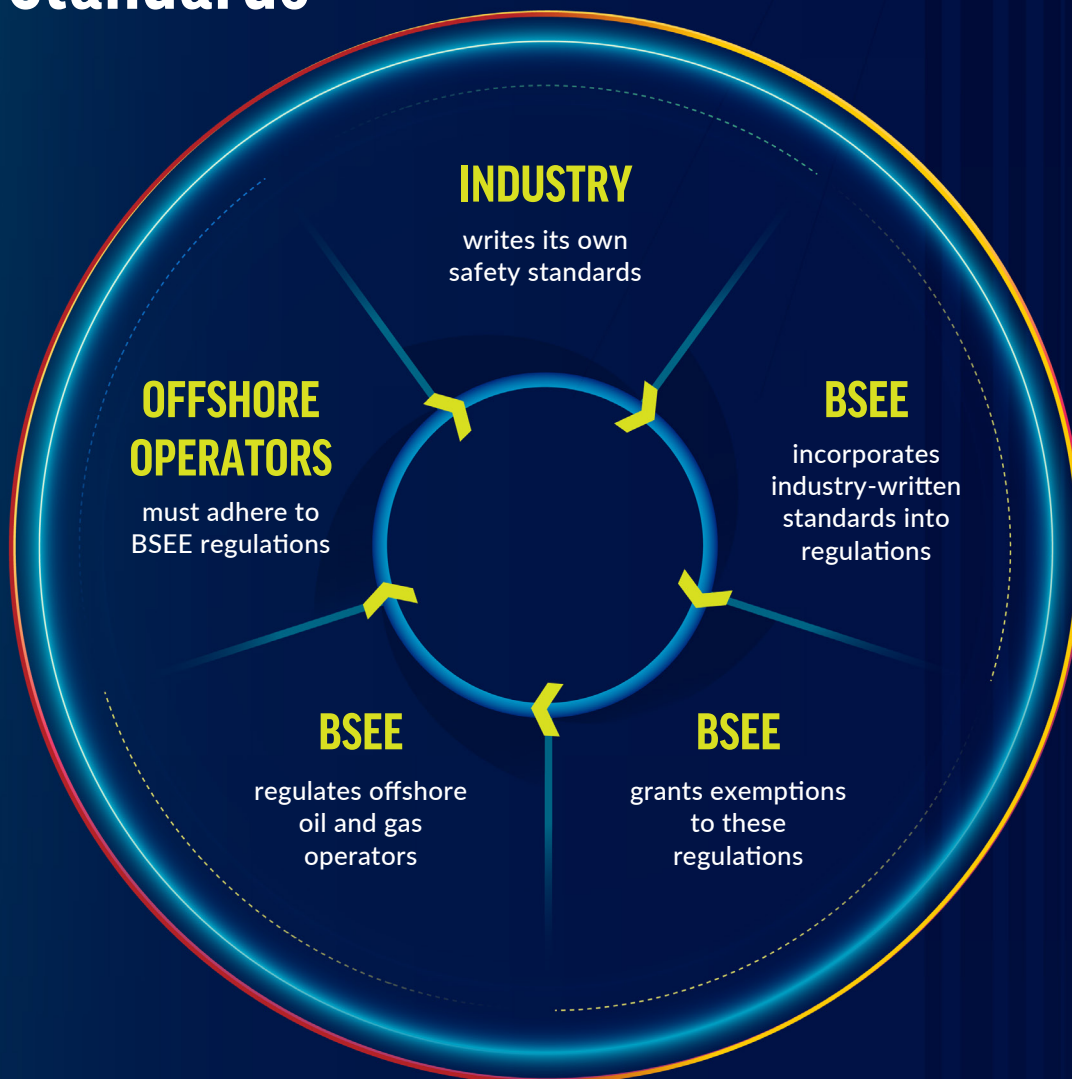 Standards
INDUSTRY
writes its own
safety standards
BSEE
incorporates
industry-written
standards into
regulations
BSEE
grants exemptions
to these
regulations
BSEE
regulates offshore
oil and gas
operators
OFFSHORE
OPERATORS
must adhere to
BSEE regulations